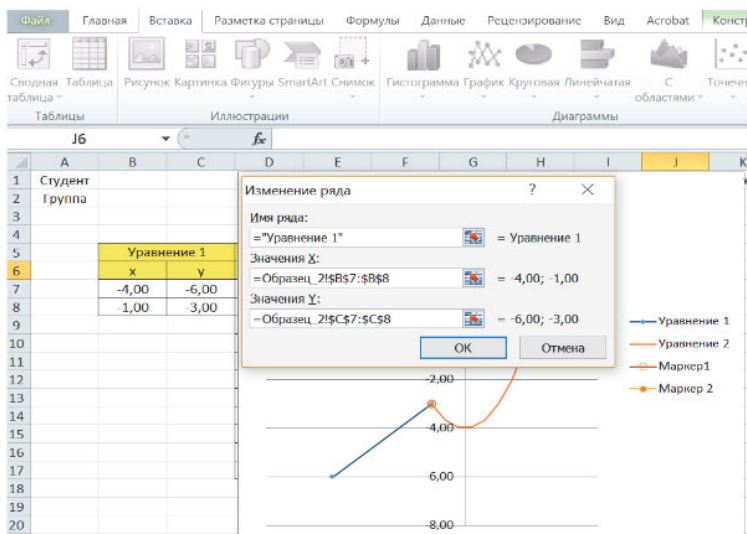 Файл Главная Вставка Разметка страницы Формулы Данные Рецензирование Вид Acrobat Констр
Сводная таблица Таблица Рисунок Картинка Фигуры SmartArt Снимок Гистограмма График Круговая Линейчатая С областями Точечн
Таблицы Иллюстрации Диаграммы
J6 fx
A B C D E F G H I J K
1 Студент
2 Группа
3
4
5 Уравнение 1
6 x y
7 -4,00 -6,00
8 -1,00 -3,00
9
10
11
12
13
14
15
16
17
18
19
20
Изменение ряда ?
Имя ряда:
="Уравнение 1" = Уравнение 1
Значения X:
=Образец_2!$B$7:$B$8 = -4,00; -1,00
Значения Y:
=Образец_2!$C$7:$C$8 = -6,00; -3,00
ОК Отмена
Уравнение 1
Уравнение 2
Маркер1
Маркер 2
-2,00
-4,00
-6,00
-8,00